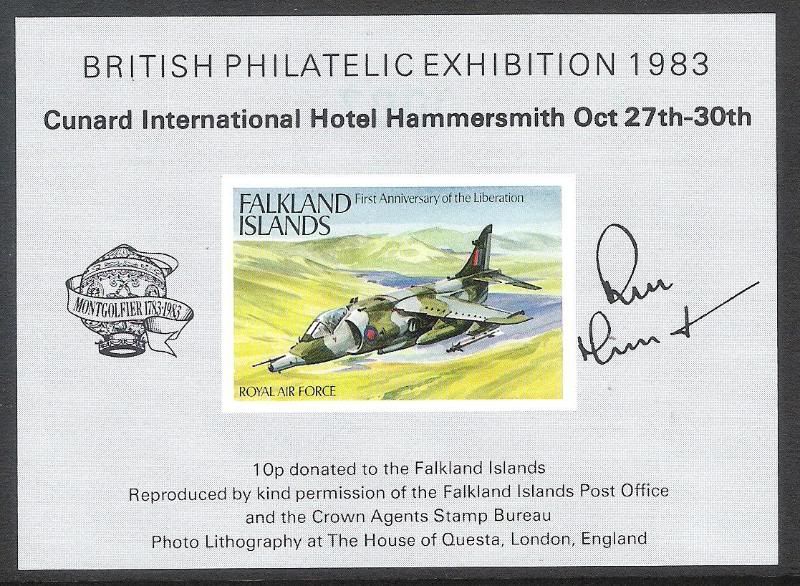 BRITISH PHILATELIC EXHIBITION 1983
Cunard International Hotel Hammersmith Oct 27th-30th
FALKLAND ISLANDS
First Anniversary of the Liberation
MONTGOLFIER 1783-1983
ROYAL AIR FORCE
10p donated to the Falkland Islands
Reproduced by kind permission of the Falkland Islands Post Office
and the Crown Agents Stamp Bureau
Photo Lithography at The House of Questa, London, England